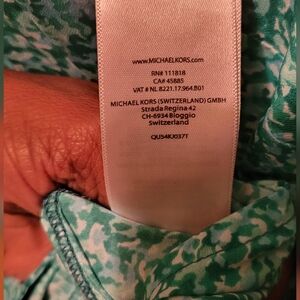 www.MICHAELKORS.com
RN# 111818
CA# 45885
VAT # NL 8221.17.964.B01
MICHAEL KORS (SWITZERLAND) GMBH
Strada Regina 42
CH-6934 Bioggio
Switzerland
QU54KJ037T